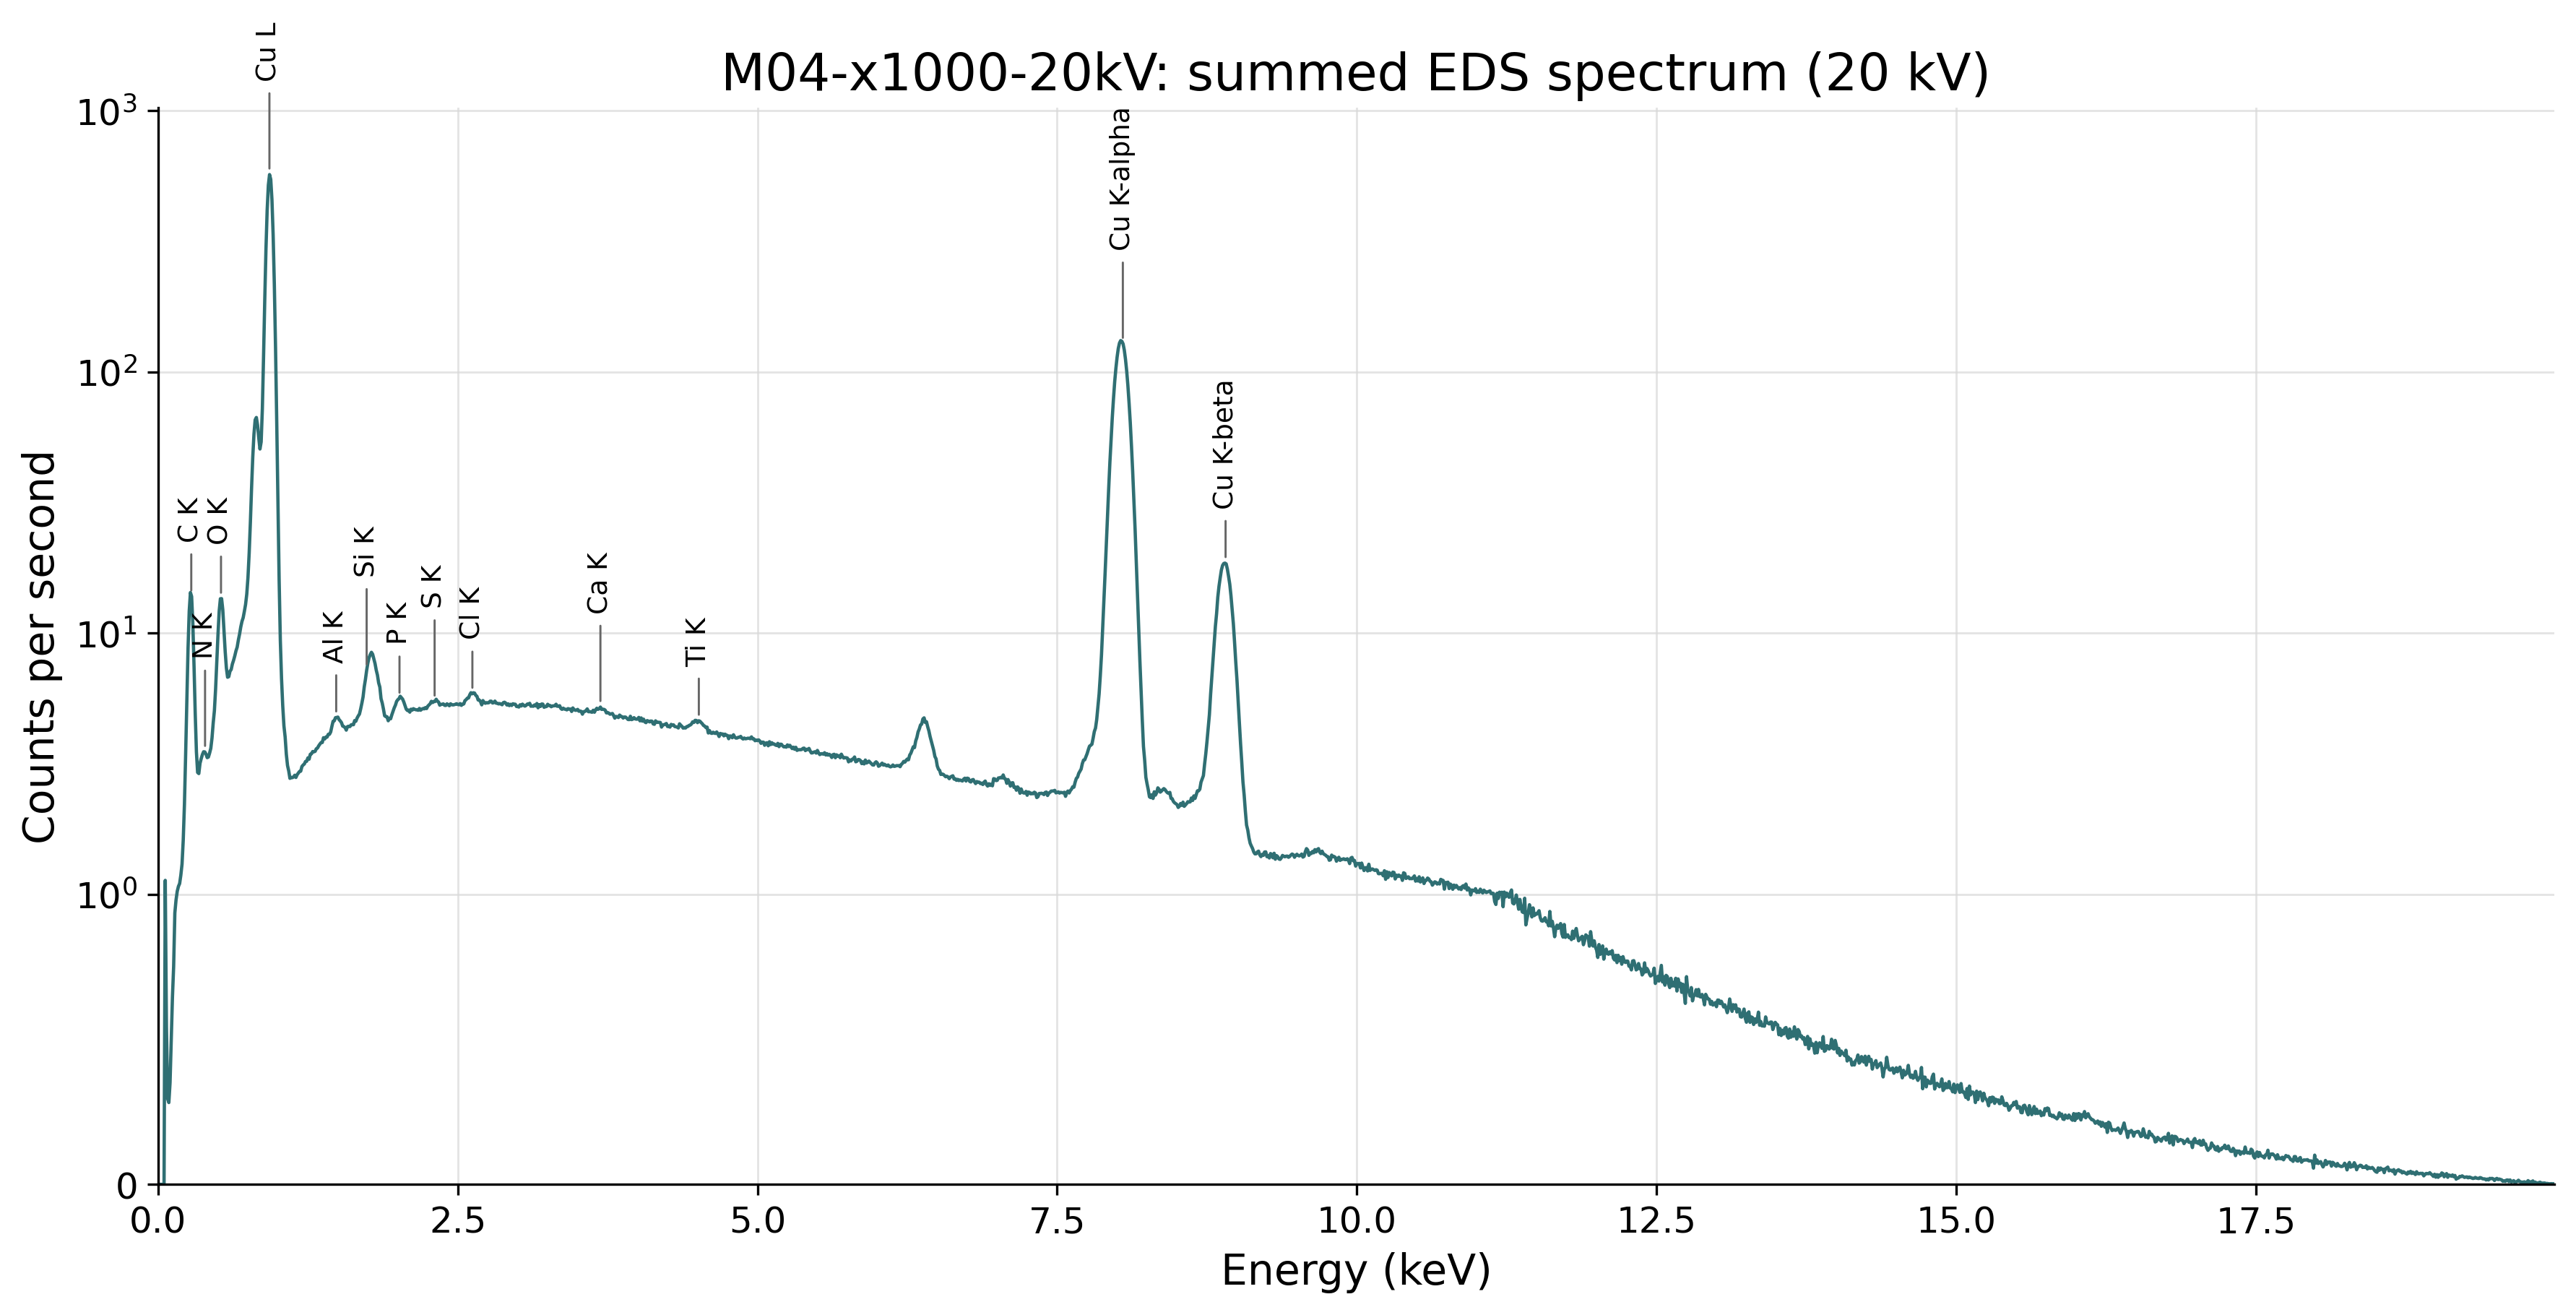 M04-x1000-20kV: summed EDS spectrum (20 kV)
Counts per second
10³
10²
10¹
10⁰
0
C K
N K
O K
Cu L
Al K
Si K
P K
S K
Cl K
Ca K
Ti K
Cu K-alpha
Cu K-beta
0.0 2.5 5.0 7.5 10.0 12.5 15.0 17.5
Energy (keV)